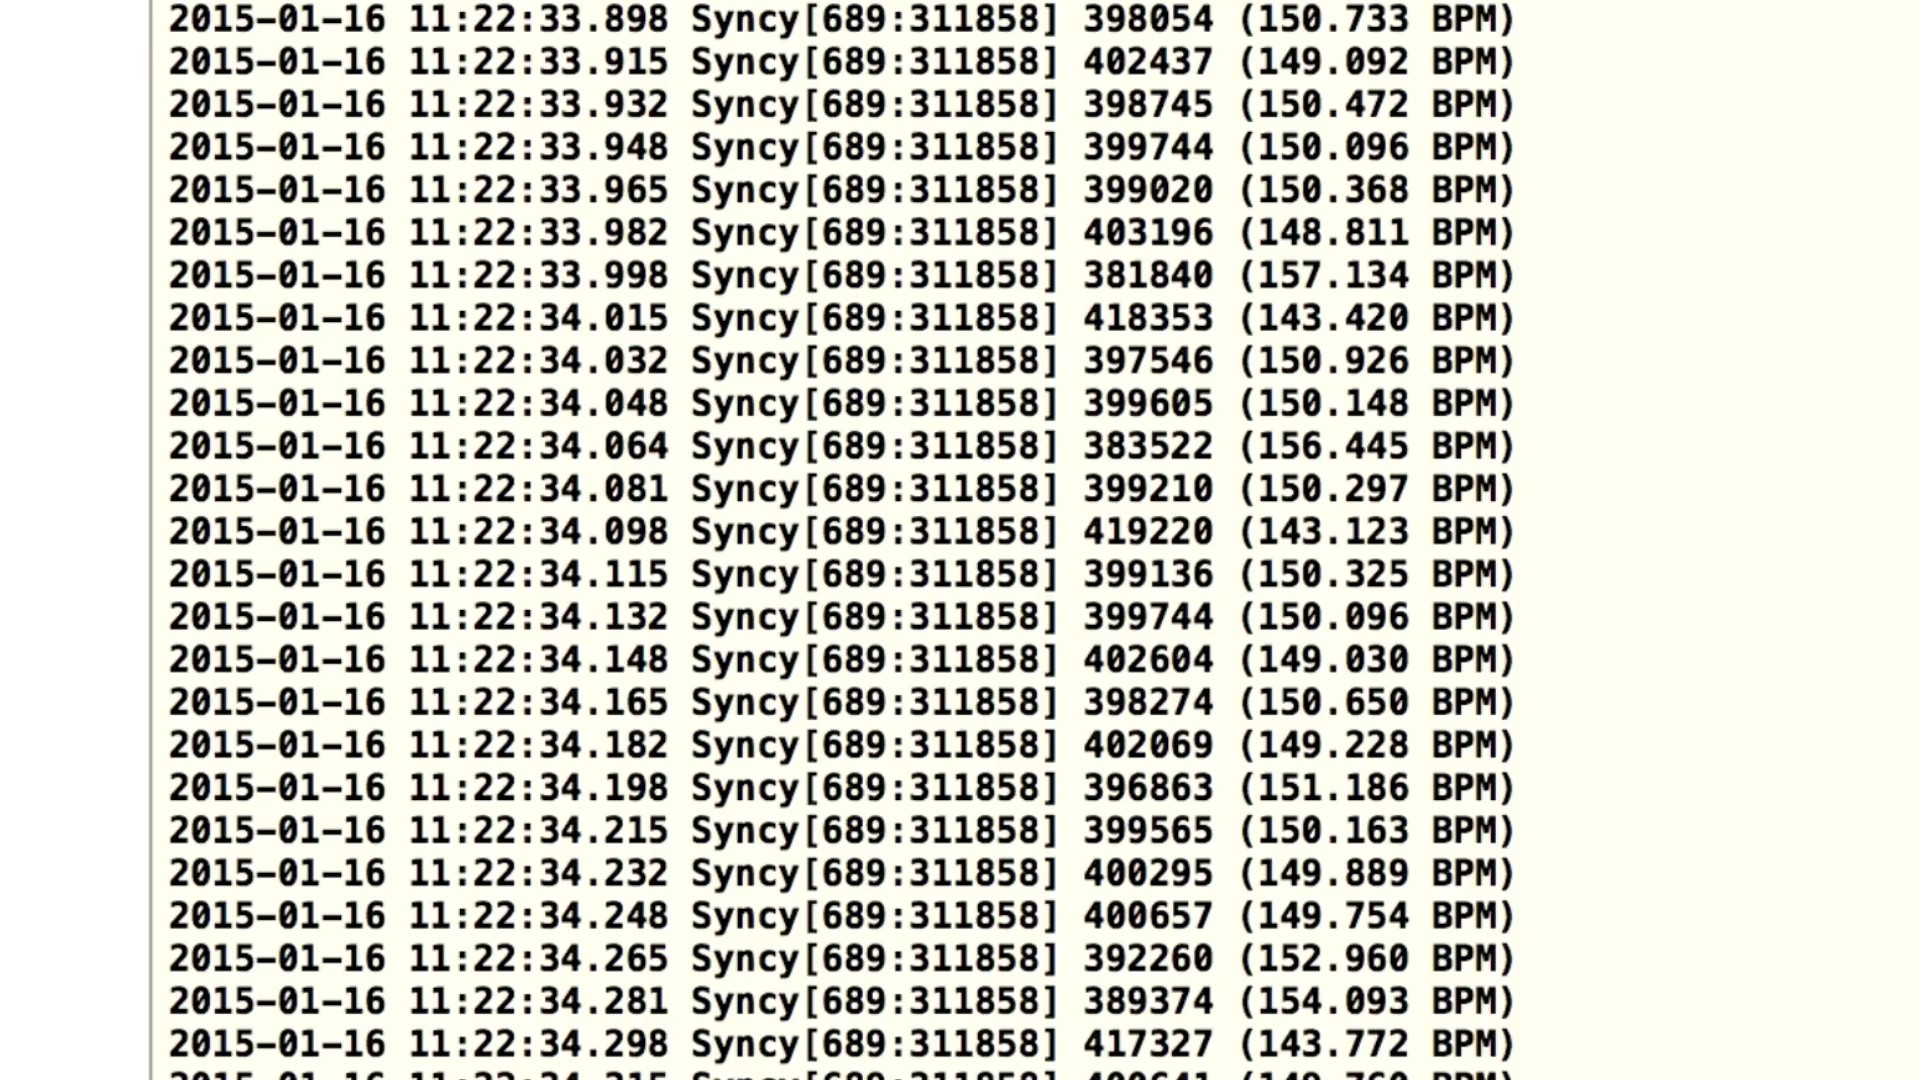 2015-01-16 11:22:33.898 Syncy[689:311858] 398054 (150.733 BPM)
2015-01-16 11:22:33.915 Syncy[689:311858] 402437 (149.092 BPM)
2015-01-16 11:22:33.932 Syncy[689:311858] 398745 (150.472 BPM)
2015-01-16 11:22:33.948 Syncy[689:311858] 399744 (150.096 BPM)
2015-01-16 11:22:33.965 Syncy[689:311858] 399020 (150.368 BPM)
2015-01-16 11:22:33.982 Syncy[689:311858] 403196 (148.811 BPM)
2015-01-16 11:22:33.998 Syncy[689:311858] 381840 (157.134 BPM)
2015-01-16 11:22:34.015 Syncy[689:311858] 418353 (143.420 BPM)
2015-01-16 11:22:34.032 Syncy[689:311858] 397546 (150.926 BPM)
2015-01-16 11:22:34.048 Syncy[689:311858] 399605 (150.148 BPM)
2015-01-16 11:22:34.064 Syncy[689:311858] 383522 (156.445 BPM)
2015-01-16 11:22:34.081 Syncy[689:311858] 399210 (150.297 BPM)
2015-01-16 11:22:34.098 Syncy[689:311858] 419220 (143.123 BPM)
2015-01-16 11:22:34.115 Syncy[689:311858] 399136 (150.325 BPM)
2015-01-16 11:22:34.132 Syncy[689:311858] 399744 (150.096 BPM)
2015-01-16 11:22:34.148 Syncy[689:311858] 402604 (149.030 BPM)
2015-01-16 11:22:34.165 Syncy[689:311858] 398274 (150.650 BPM)
2015-01-16 11:22:34.182 Syncy[689:311858] 402069 (149.228 BPM)
2015-01-16 11:22:34.198 Syncy[689:311858] 396863 (151.186 BPM)
2015-01-16 11:22:34.215 Syncy[689:311858] 399565 (150.163 BPM)
2015-01-16 11:22:34.232 Syncy[689:311858] 400295 (149.889 BPM)
2015-01-16 11:22:34.248 Syncy[689:311858] 400657 (149.754 BPM)
2015-01-16 11:22:34.265 Syncy[689:311858] 392260 (152.960 BPM)
2015-01-16 11:22:34.281 Syncy[689:311858] 389374 (154.093 BPM)
2015-01-16 11:22:34.298 Syncy[689:311858] 417327 (143.772 BPM)